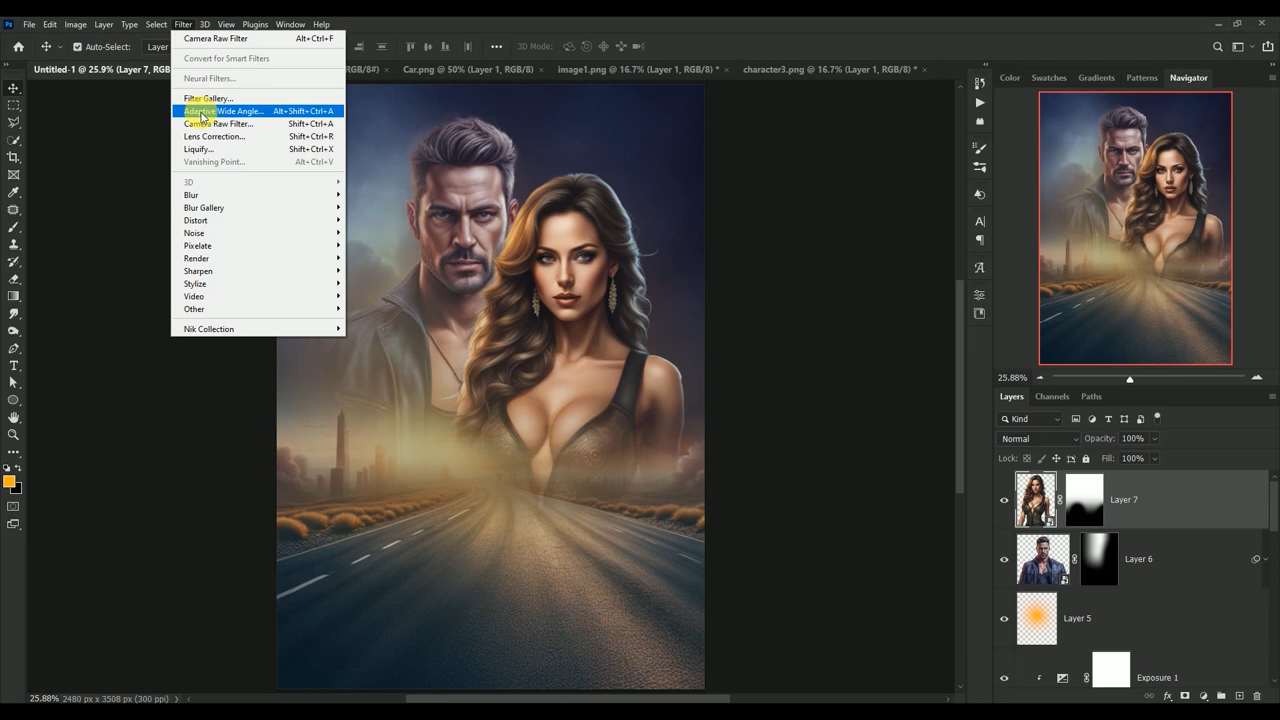 Ps File Edit Image Layer Type Select Filter 3D View Plugins Window Help
Auto-Select: Layer 3D Mode:
Untitled-1 @ 25.9% (Layer 7, RGB RGB/8#) × Car.png @ 50% (Layer 1, RGB/8) × image1.png @ 16.7% (Layer 1, RGB/8) * × character3.png @ 16.7% (Layer 1, RGB/8) * ×
Camera Raw Filter Alt+Ctrl+F
Convert for Smart Filters
Neural Filters...
Filter Gallery...
Adaptive Wide Angle... Alt+Shift+Ctrl+A
Camera Raw Filter... Shift+Ctrl+A
Lens Correction... Shift+Ctrl+R
Liquify... Shift+Ctrl+X
Vanishing Point... Alt+Ctrl+V
3D
Blur
Blur Gallery
Distort
Noise
Pixelate
Render
Sharpen
Stylize
Video
Other
Nik Collection
Color Swatches Gradients Patterns Navigator
25.88%
Layers Channels Paths
Kind
Normal Opacity: 100%
Lock: Fill: 100%
Layer 7
Layer 6
Layer 5
Exposure 1
25.88% 2480 px x 3508 px (300 ppi)